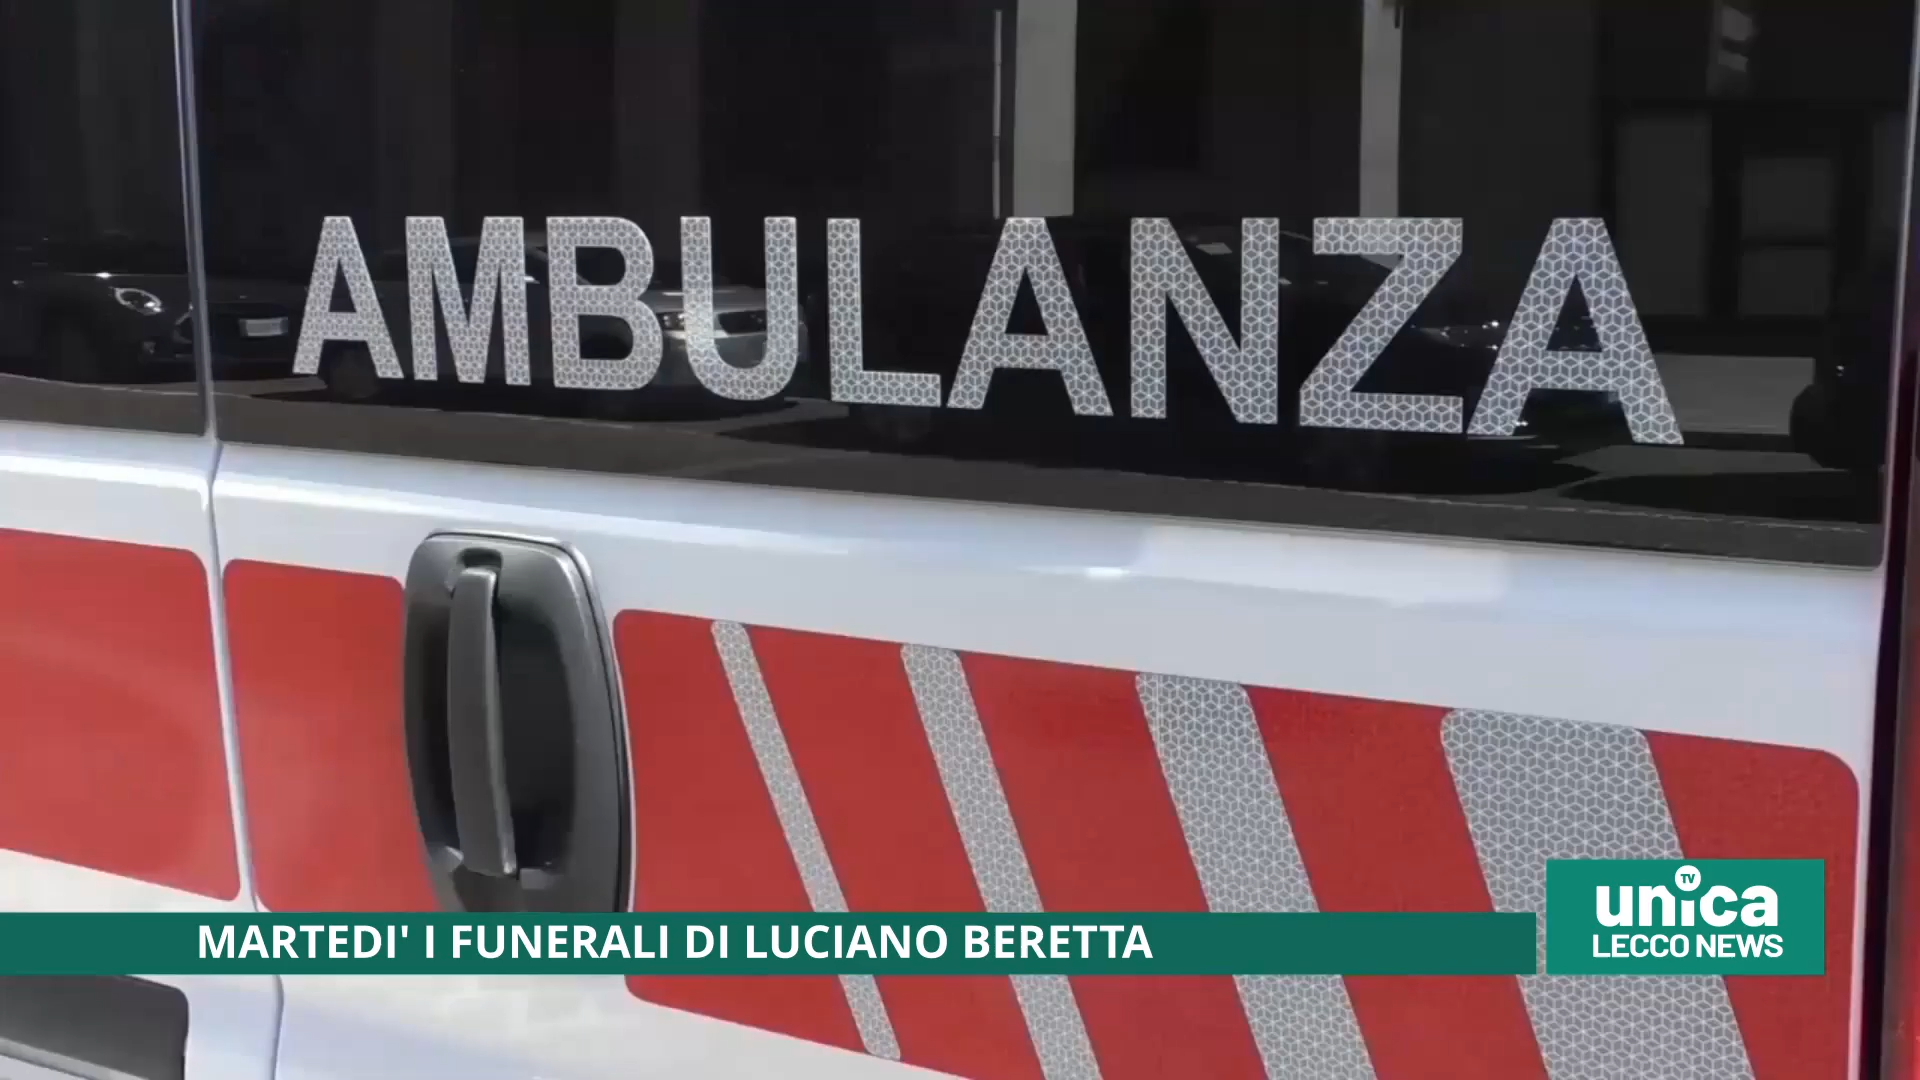 AMBULANZA
MARTEDI' I FUNERALI DI LUCIANO BERETTA
TV
unica
LECCO NEWS